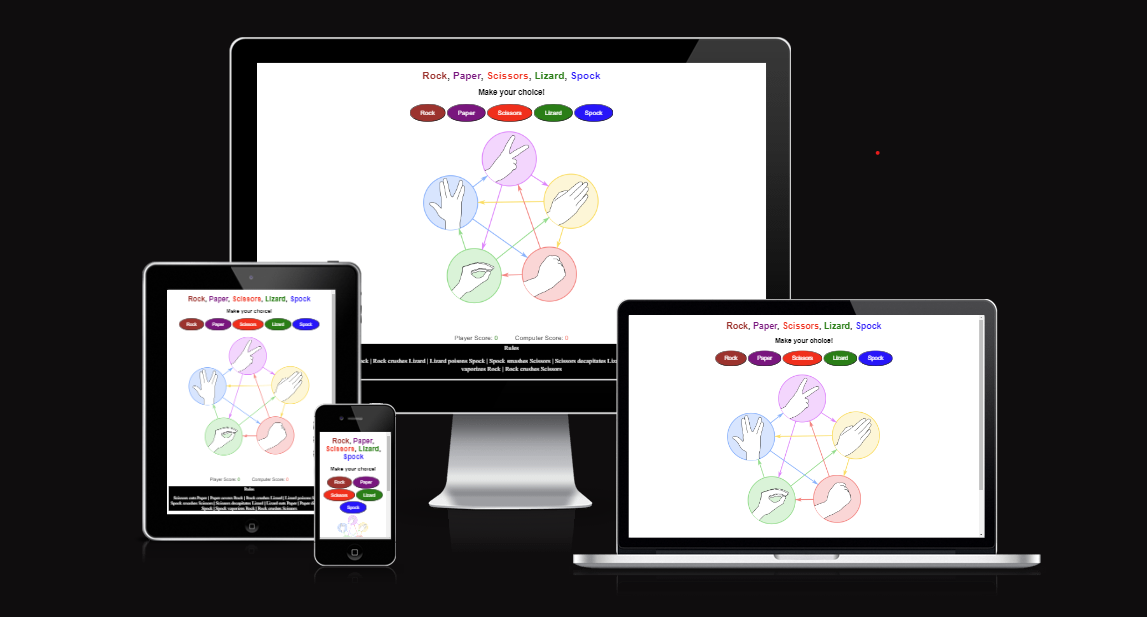 Rock, Paper, Scissors, Lizard, Spock
Make your choice!
Rock Paper Scissors Lizard Spock
Player Score: 0 Computer Score: 0
Rules
| Rock crushes Lizard | Lizard poisons Spock | Spock smashes Scissors | Scissors decapitates
vaporizes Rock | Rock crushes Scissors
Rock, Paper, Scissors, Lizard, Spock
Make your choice!
Rock Paper Scissors Lizard Spock
Player Score: 0 Computer Score: 0
Rules
Scissors cuts Paper | Paper covers Rock | Rock crushes Lizard | Lizard poisons
Spock smashes Scissors | Scissors decapitates Lizard | Lizard eats Paper | Paper
Spock | Spock vaporizes Rock | Rock crushes Scissors
Rock, Paper,
Scissors, Lizard,
Spock
Make your choice!
Rock Paper
Scissors Lizard
Spock
Rock, Paper, Scissors, Lizard, Spock
Make your choice!
Rock Paper Scissors Lizard Spock